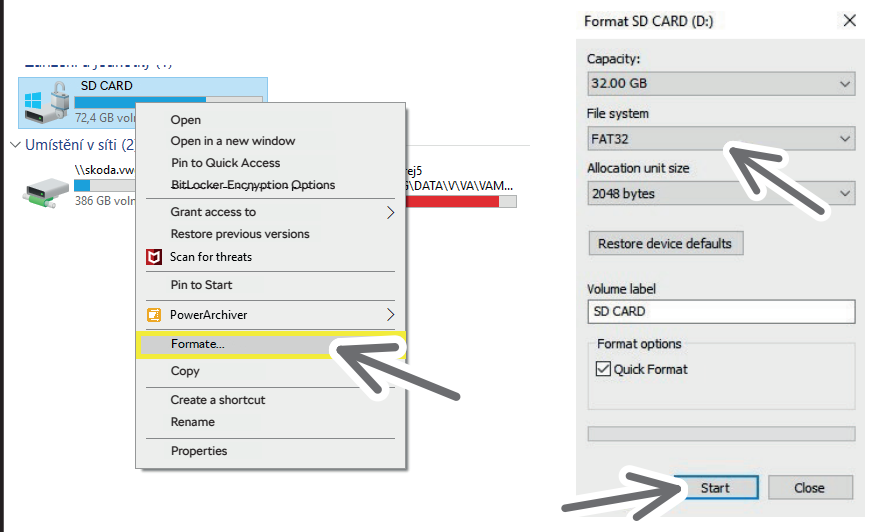 Zařízení a jednotky (1)
SD CARD
72,4 GB voln
Umístění v síti (2)
\\skoda.vw
386 GB voln
ej5
G\DATA\V\VA\VAM...
Open
Open in a new window
Pin to Quick Access
BitLocker Encryption Options
Grant access to
Restore previous versions
Scan for threats
Pin to Start
PowerArchiver
Formate...
Copy
Create a shortcut
Rename
Properties
Format SD CARD (D:)
Capacity:
32.00 GB
File system
FAT32
Allocation unit size
2048 bytes
Restore device defaults
Volume label
SD CARD
Format options
Quick Format
Start
Close